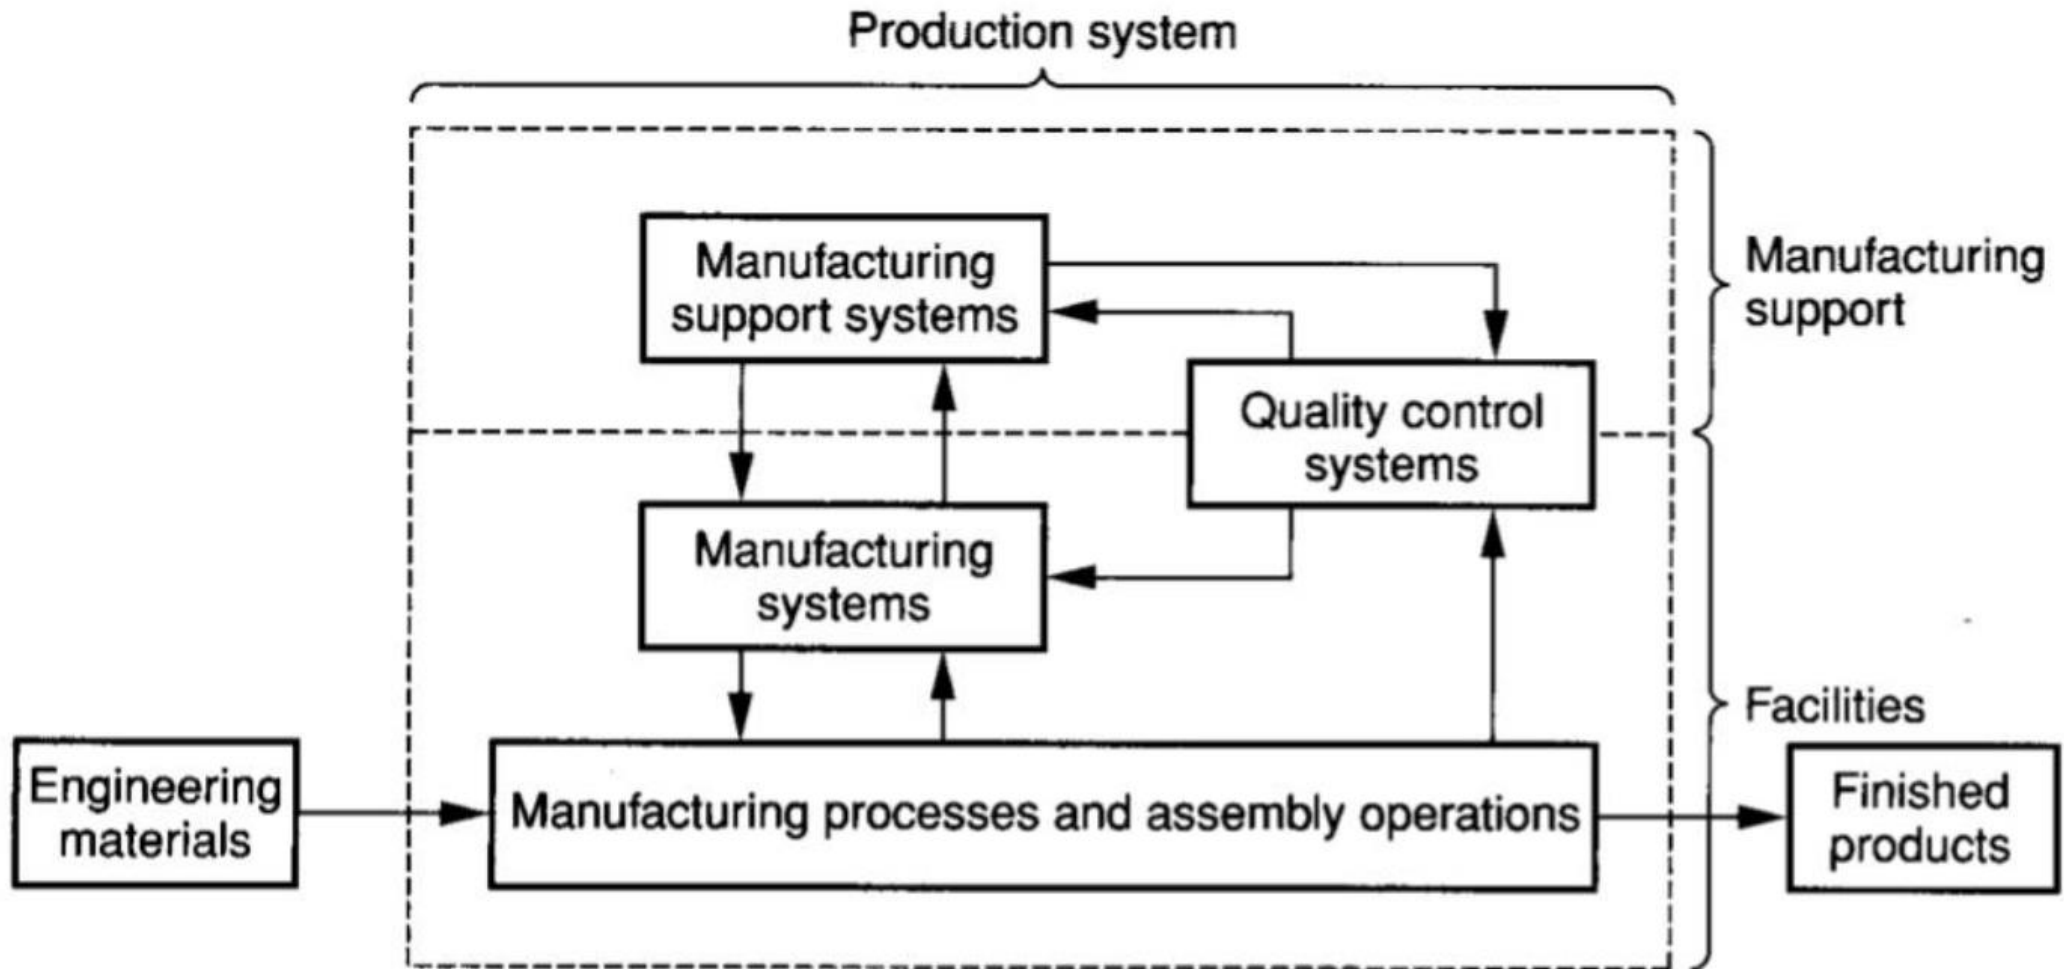 Production system
Manufacturing
support systems
Manufacturing
support
Quality control
systems
Manufacturing
systems
Facilities
Engineering
materials
Manufacturing processes and assembly operations
Finished
products